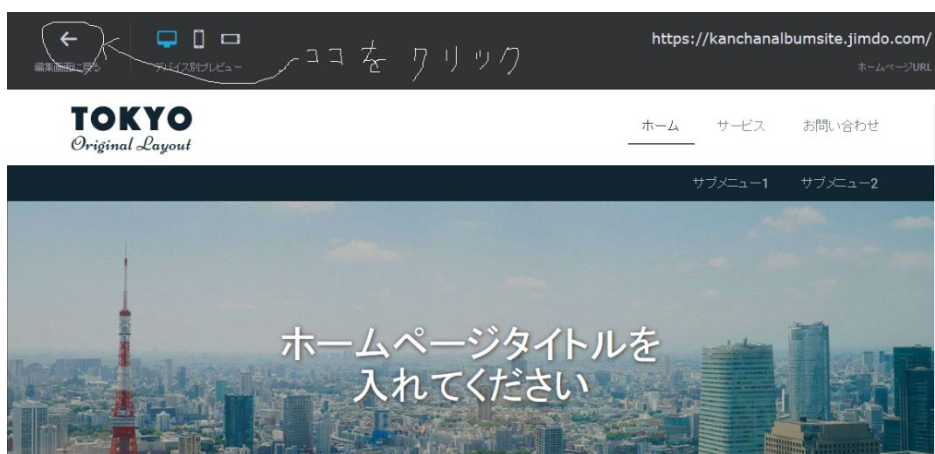 ココをクリック
https://kanchanalbumsite.jimdo.com/
編集画面に戻る
デバイス別プレビュー
ホームページURL
TOKYO
Original Layout
ホーム サービス お問い合わせ
サブメニュー1 サブメニュー2
ホームページタイトルを
入れてください